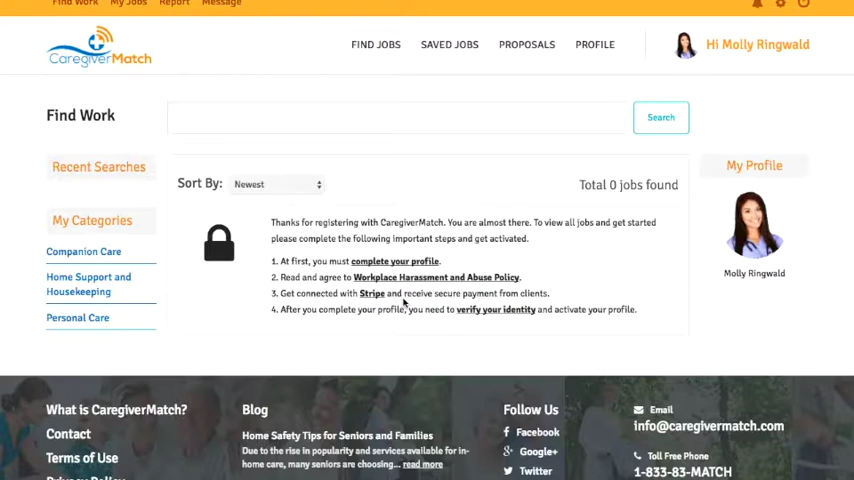 Find Work My Jobs Report Message
CaregiverMatch
FIND JOBS SAVED JOBS PROPOSALS PROFILE
Hi Molly Ringwald
Find Work
Search
Recent Searches
My Categories
Companion Care
Home Support and
Housekeeping
Personal Care
Sort By: Newest
Total 0 jobs found
Thanks for registering with CaregiverMatch. You are almost there. To view all jobs and get started
please complete the following important steps and get activated.
1. At first, you must complete your profile.
2. Read and agree to Workplace Harassment and Abuse Policy.
3. Get connected with Stripe and receive secure payment from clients.
4. After you complete your profile, you need to verify your identity and activate your profile.
My Profile
Molly Ringwald
What is CaregiverMatch?
Contact
Terms of Use
Privacy Policy
Blog
Home Safety Tips for Seniors and Families
Due to the rise in popularity and services available for in-
home care, many seniors are choosing... read more
Follow Us
Facebook
Google+
Twitter
Email
info@caregivermatch.com
Toll Free Phone
1-833-83-MATCH